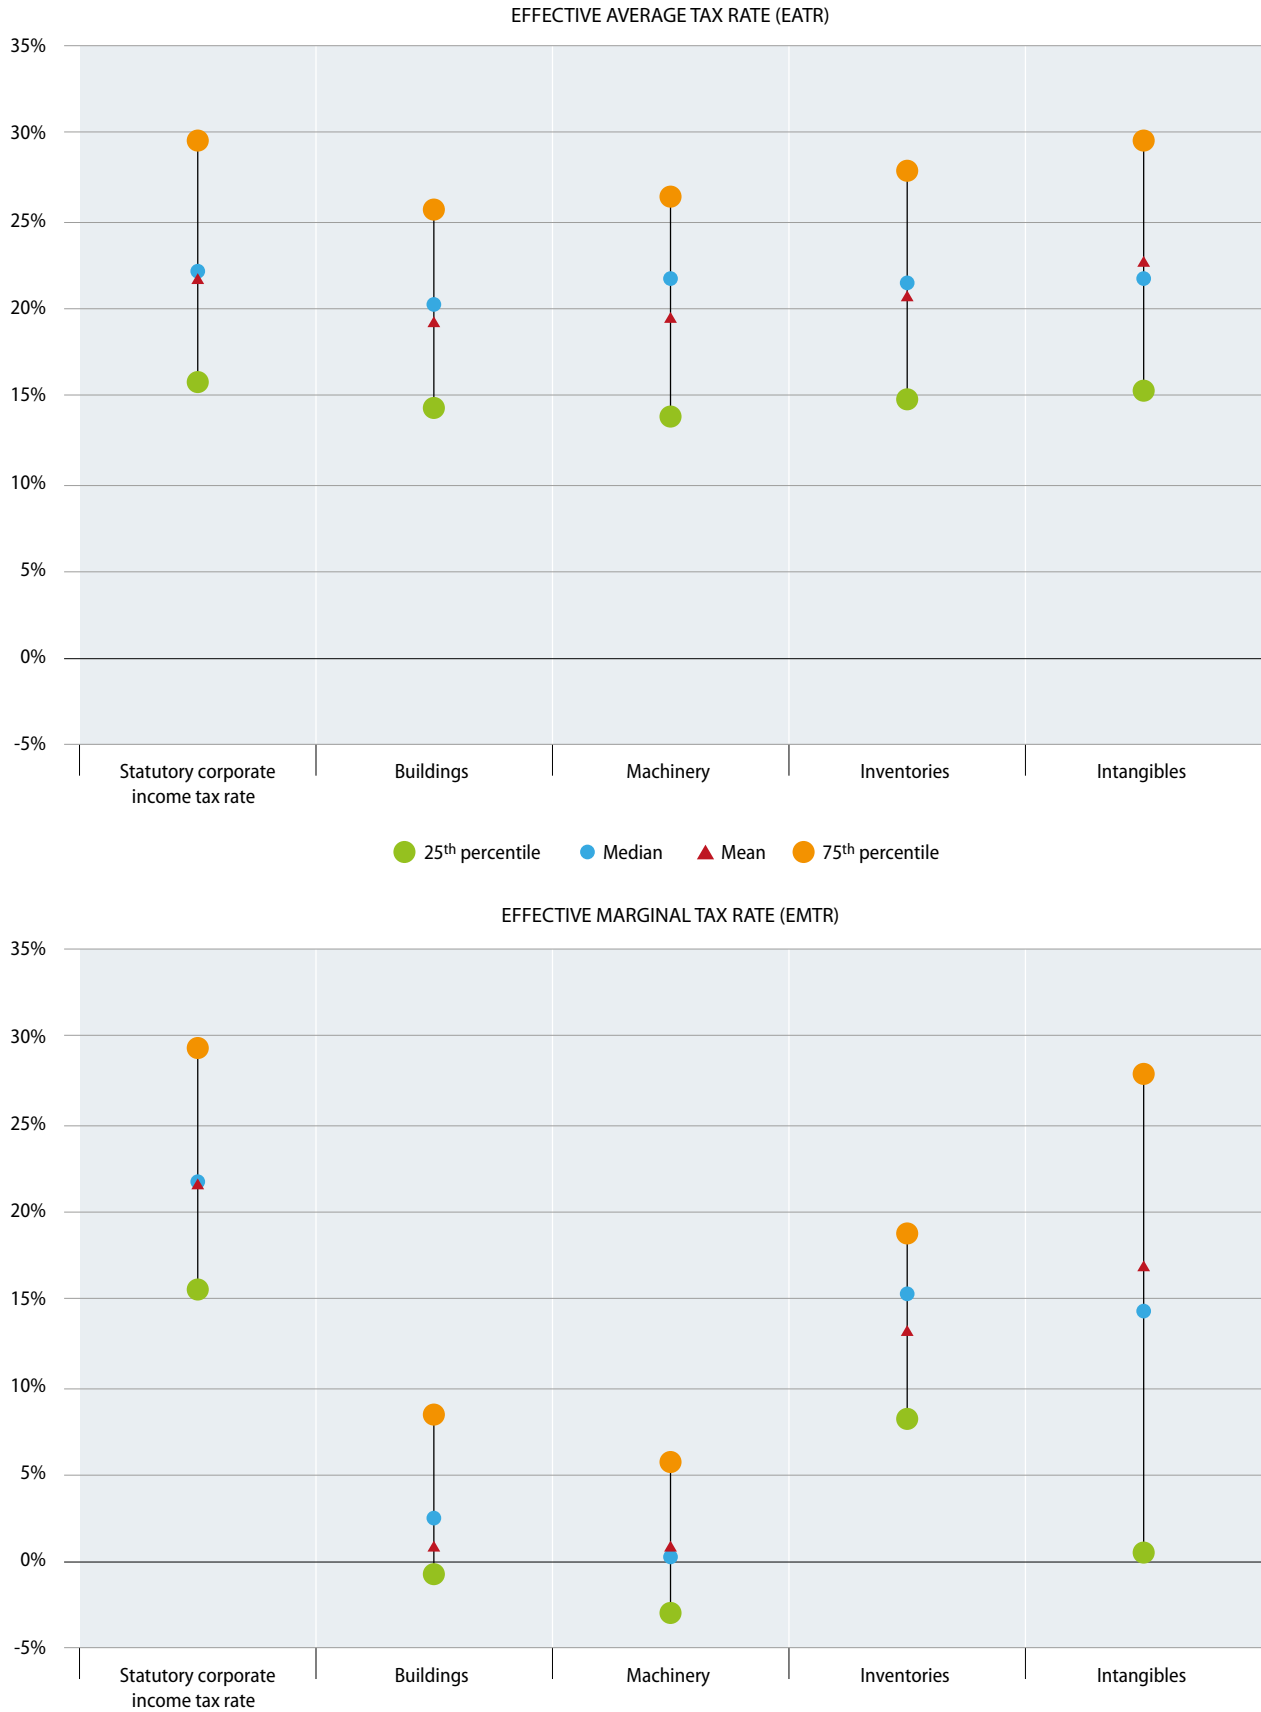 EFFECTIVE AVERAGE TAX RATE (EATR)
35%
30%
25%
20%
15%
10%
5%
0%
-5%
Statutory corporate
income tax rate
Buildings
Machinery
Inventories
Intangibles
25th percentile
Median
Mean
75th percentile
EFFECTIVE MARGINAL TAX RATE (EMTR)
35%
30%
25%
20%
15%
10%
5%
0%
-5%
Statutory corporate
income tax rate
Buildings
Machinery
Inventories
Intangibles